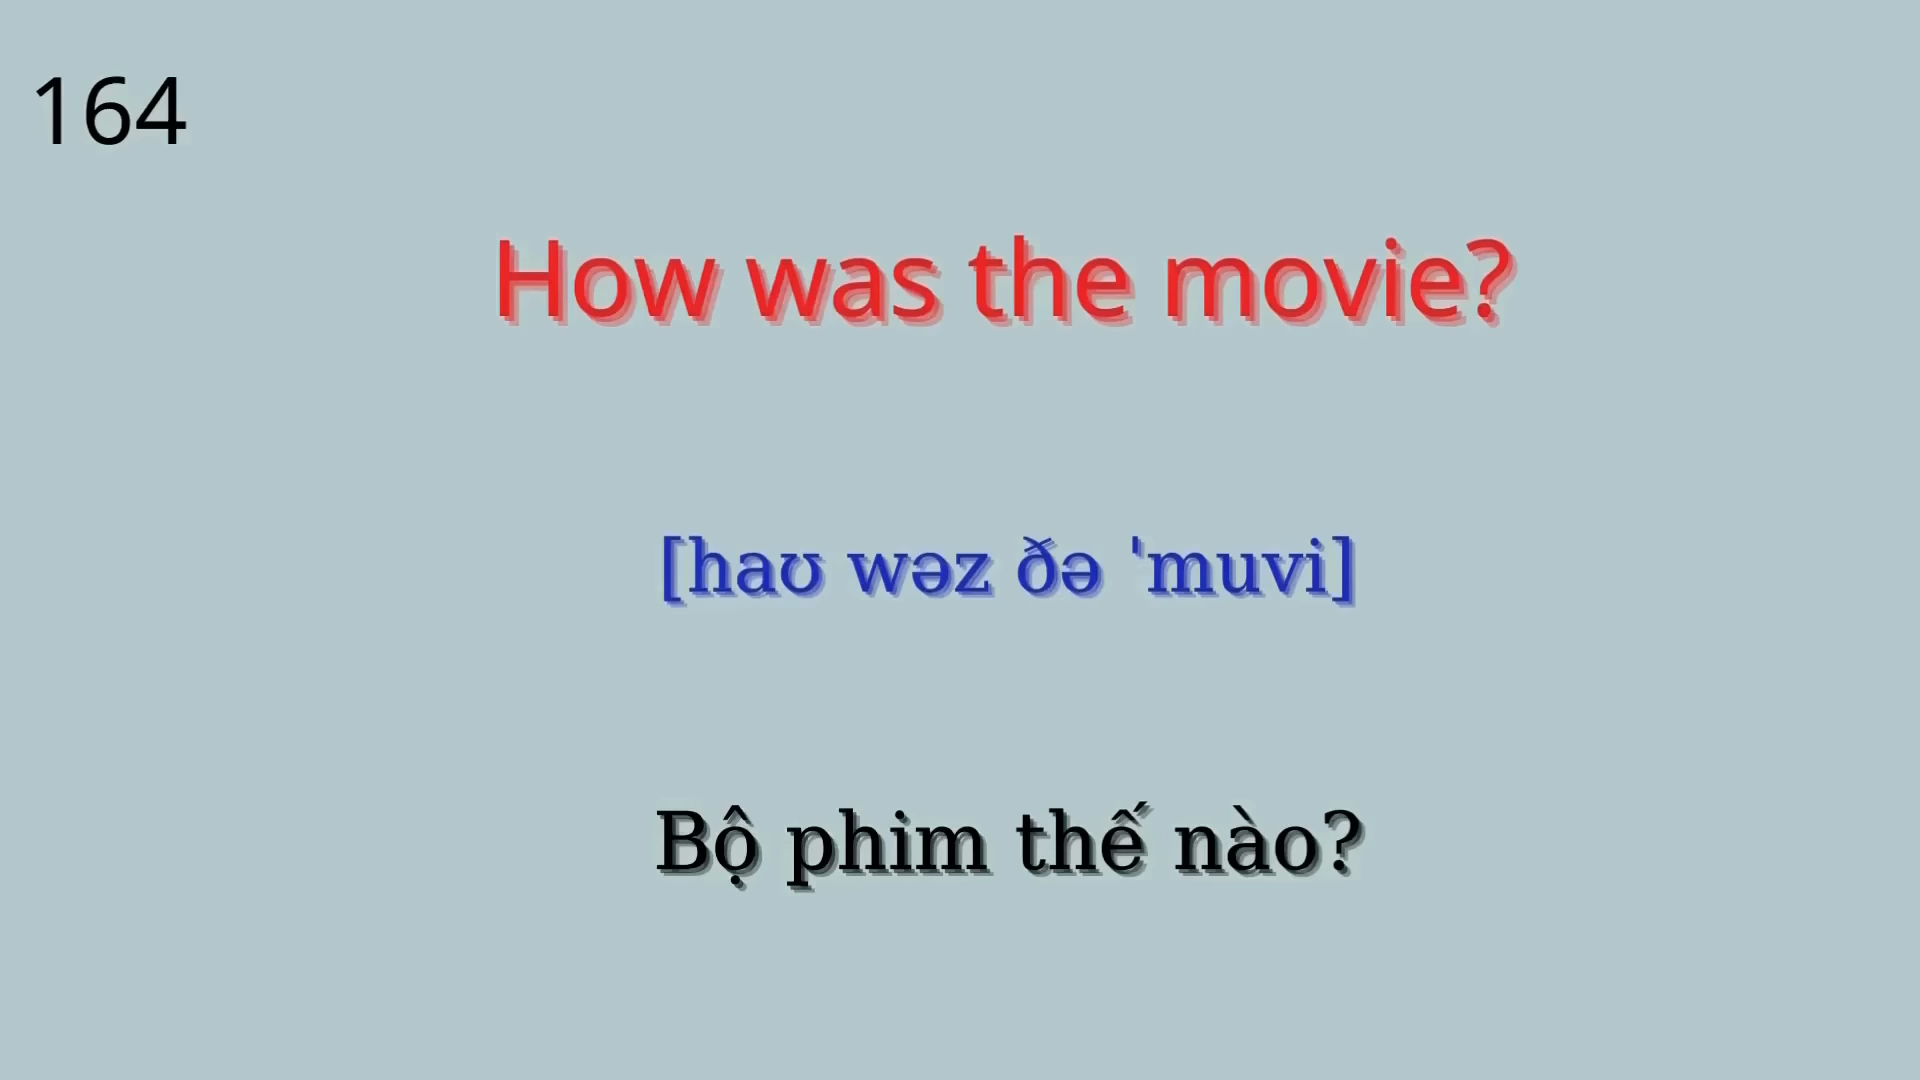 164
How was the movie?
[haʊ wəz ðə ˈmuvi]
Bộ phim thế nào?